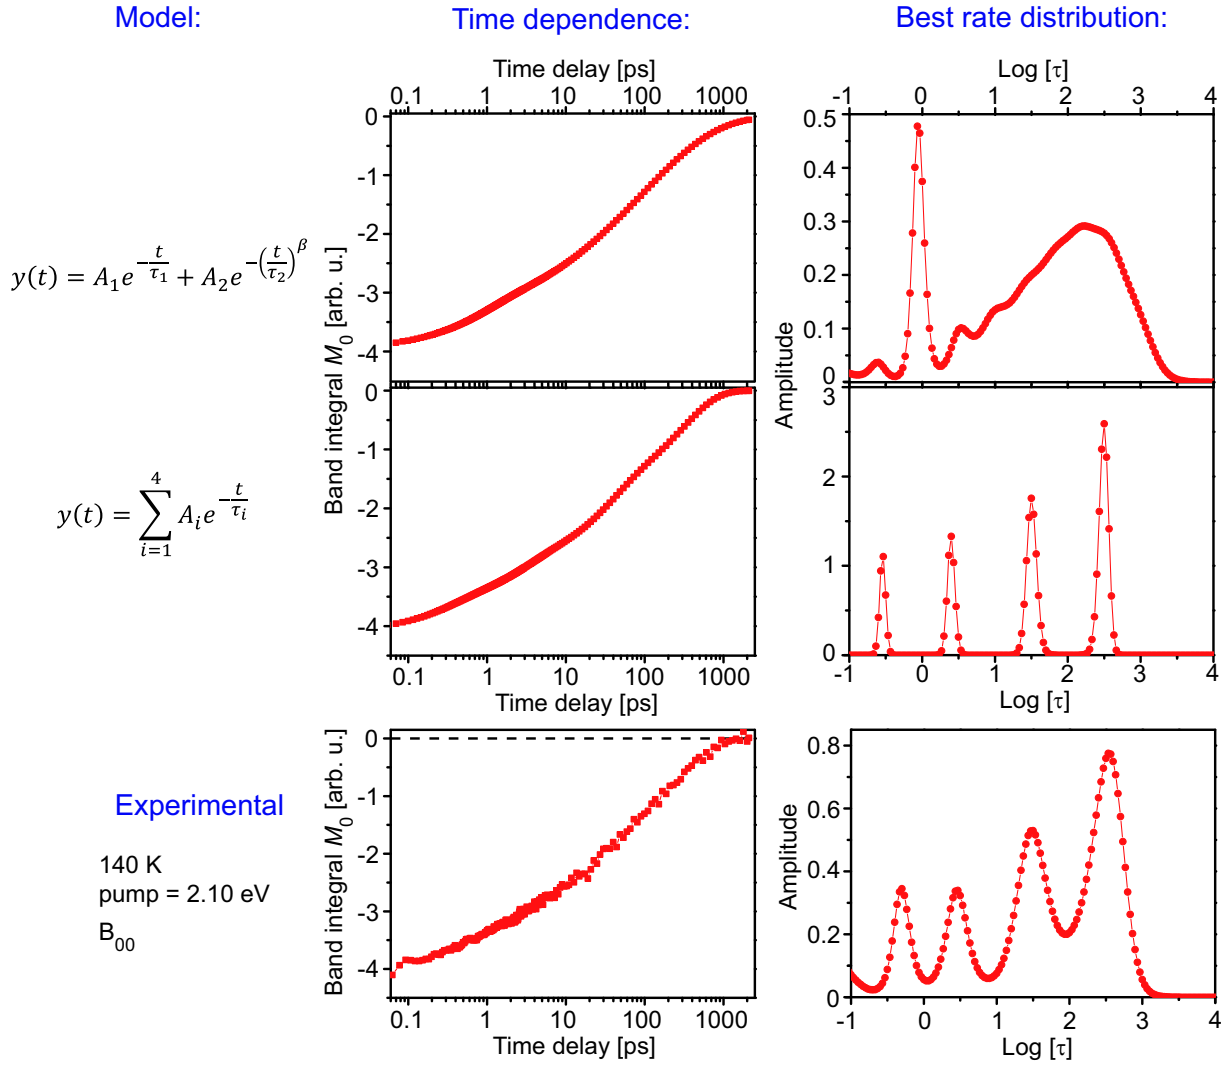 Model:
Time dependence:
Best rate distribution:
Time delay [ps]
0.1 1 10 100 1000
Log [τ]
-1 0 1 2 3 4
0
-1
-2
-3
-4
0.5
0.4
0.3
0.2
0.1
0
y(t) = A₁e^{-t/τ₁} + A₂e^{-(t/τ₂)^β}
Band integral M₀ [arb. u.]
Amplitude
0
-1
-2
-3
-4
3
2
1
0
y(t) = ∑_{i=1}^{4} Aᵢe^{-t/τᵢ}
0.1 1 10 100 1000
Time delay [ps]
-1 0 1 2 3 4
Log [τ]
Experimental
140 K
pump = 2.10 eV
B₀₀
Band integral M₀ [arb. u.]
0
-1
-2
-3
-4
0.1 1 10 100 1000
Time delay [ps]
Amplitude
0.8
0.6
0.4
0.2
0
-1 0 1 2 3 4
Log [τ]